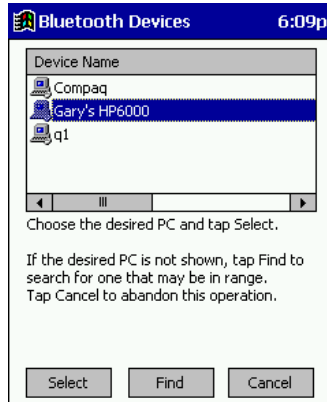 Bluetooth Devices 6:09p
Device Name
Compaq
Gary's HP6000
q1
Choose the desired PC and tap Select.
If the desired PC is not shown, tap Find to
search for one that may be in range.
Tap Cancel to abandon this operation.
Select Find Cancel